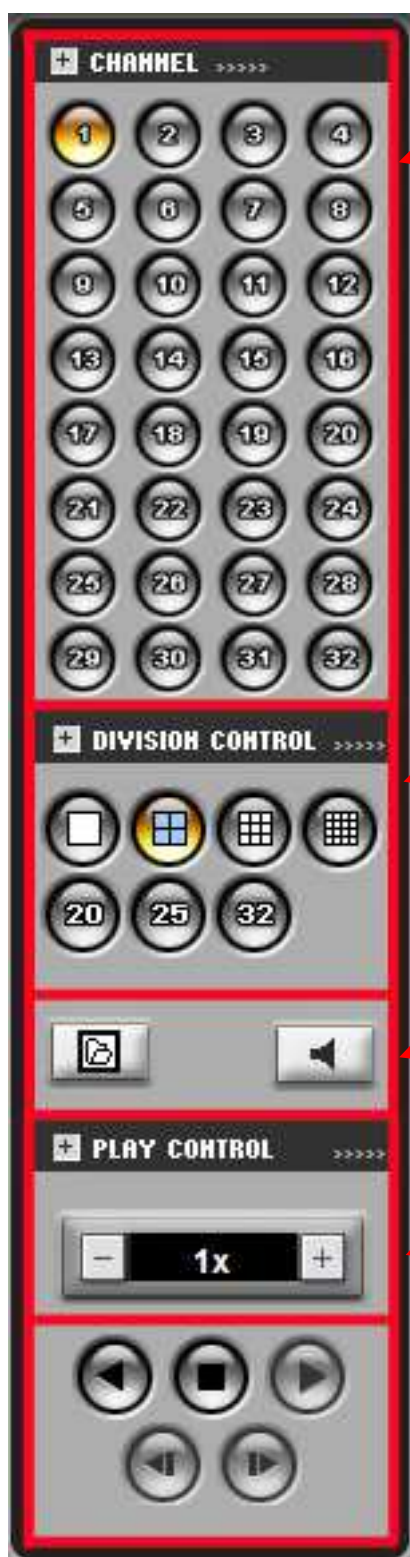 + CHANNEL >>>>>
1 2 3 4
5 6 7 8
9 10 11 12
13 14 15 16
17 18 19 20
21 22 23 24
25 26 27 28
29 30 31 32
+ DIVISION CONTROL >>>>>
20 25 32
+ PLAY CONTROL >>>>>
− 1x +